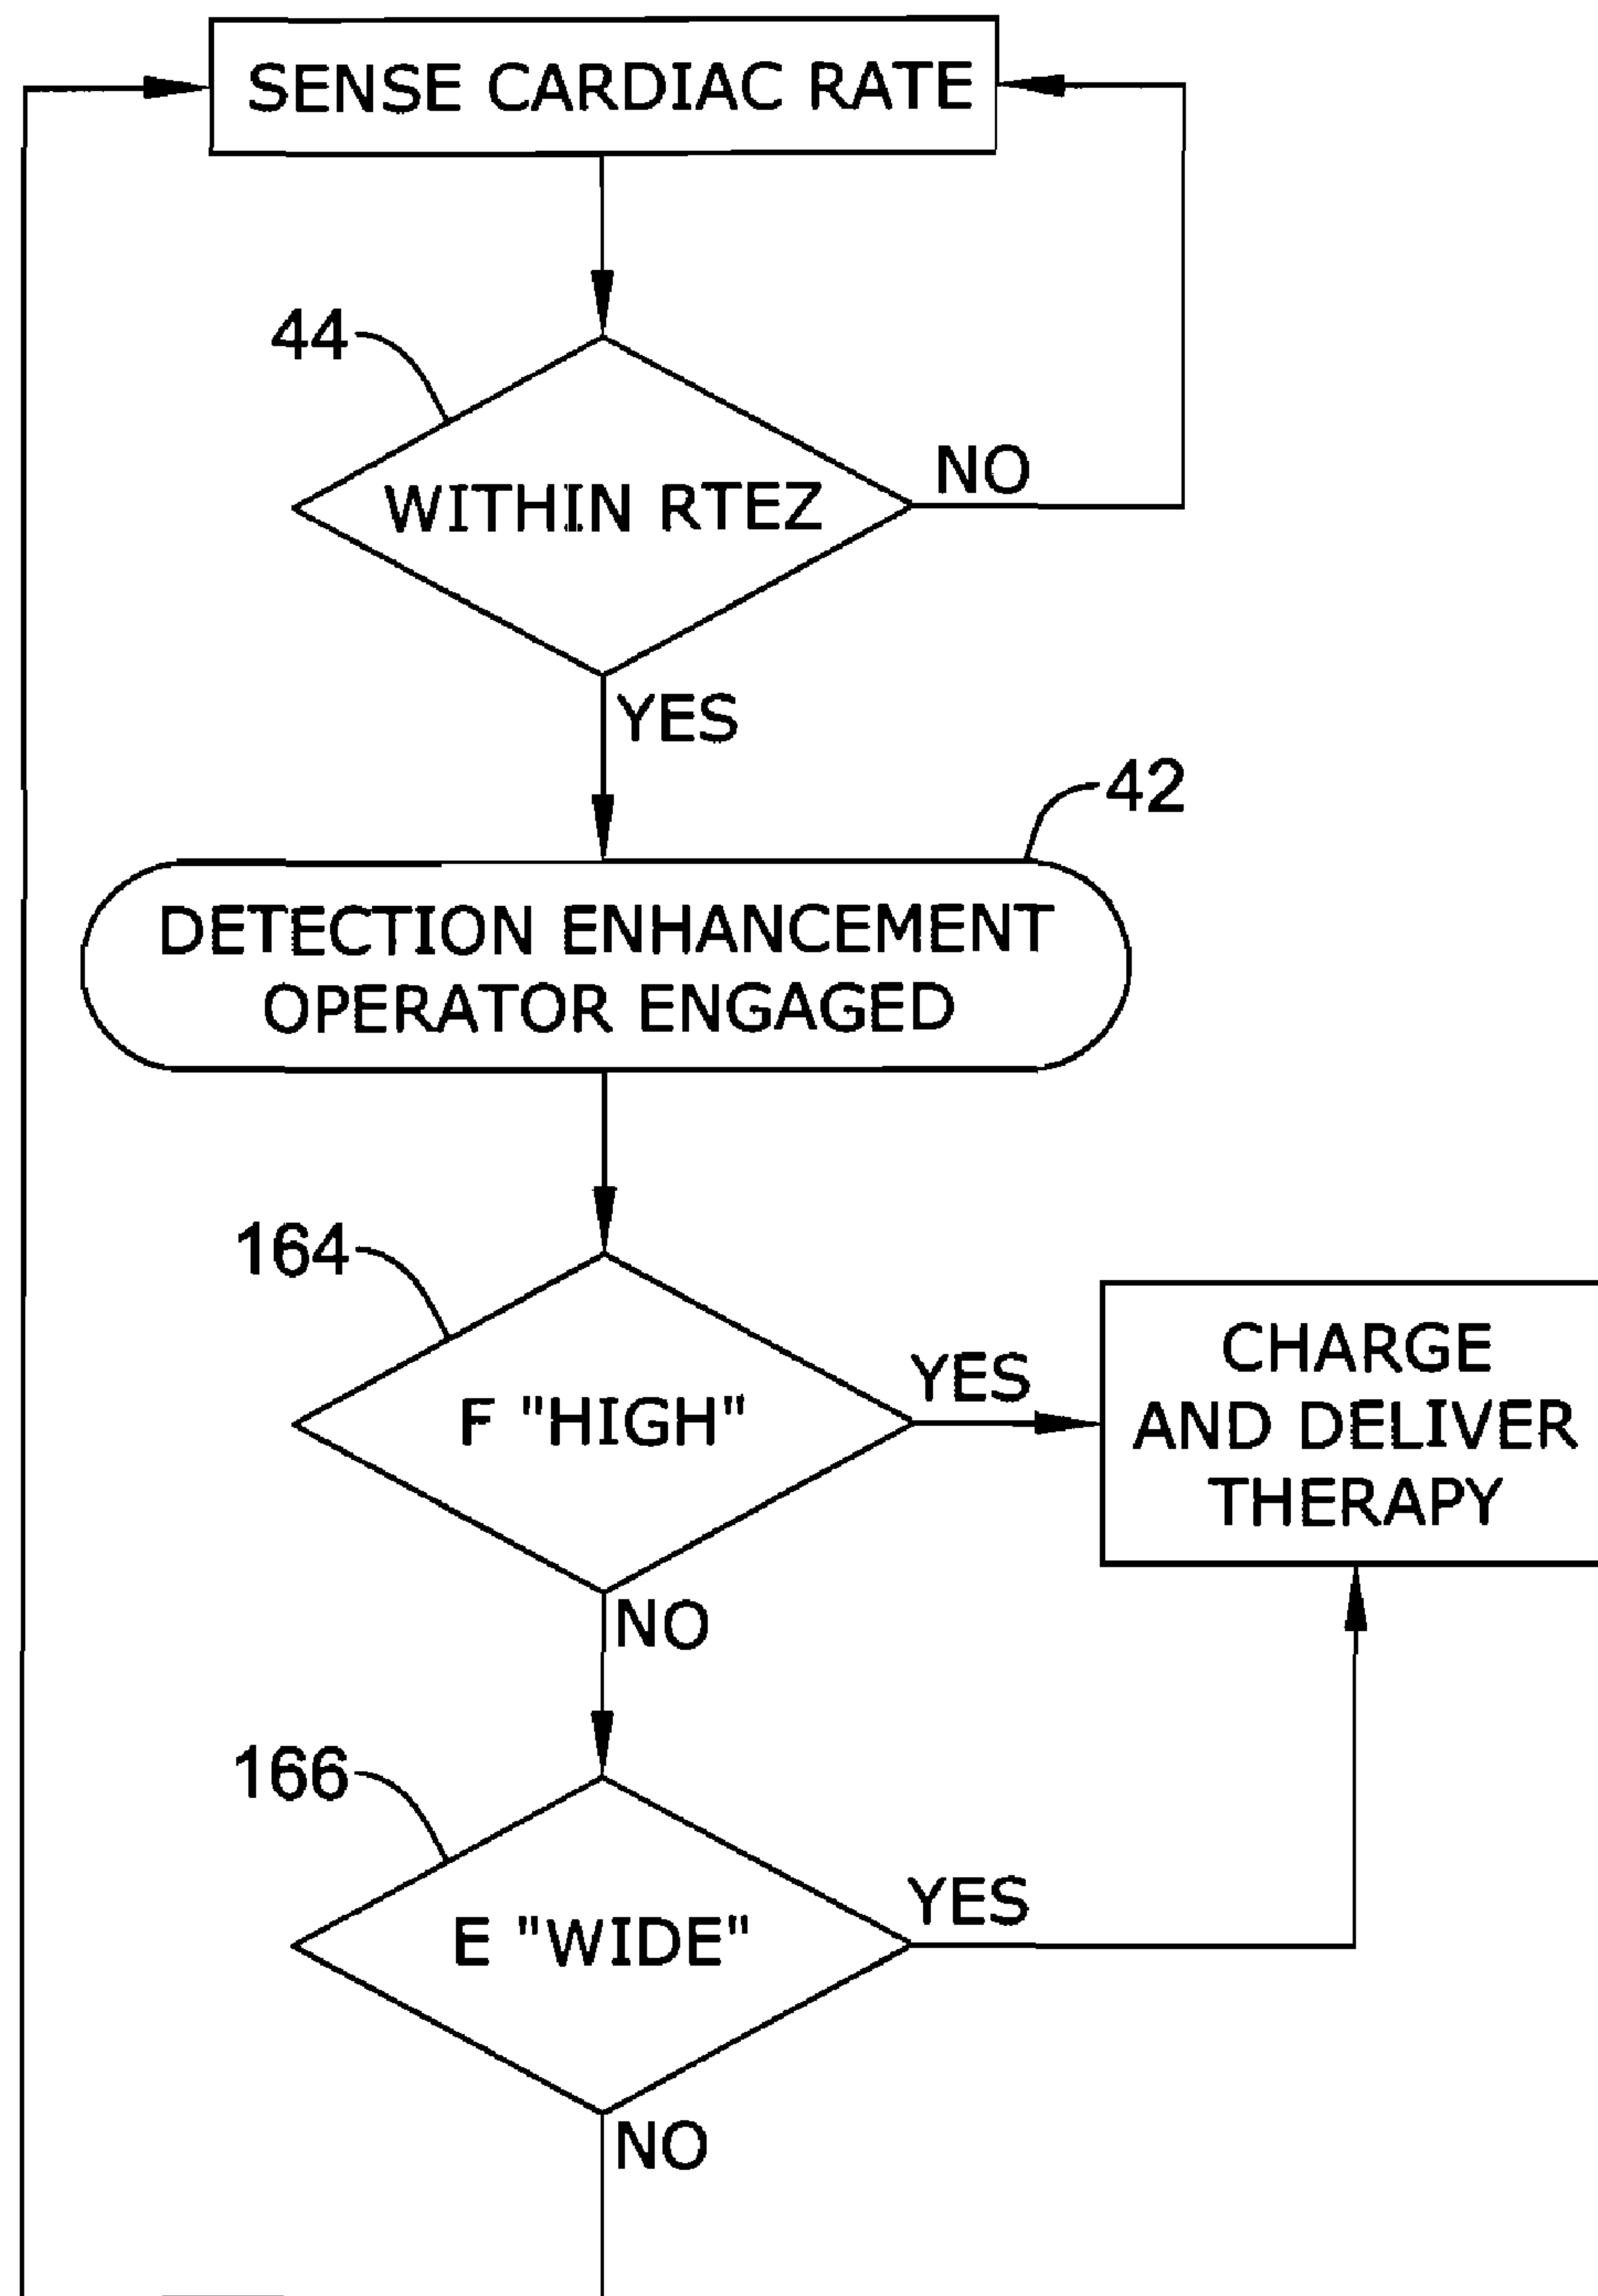 SENSE CARDIAC RATE
44
WITHIN RTEZ
NO
YES
42
DETECTION ENHANCEMENT
OPERATOR ENGAGED
164
F "HIGH"
YES
CHARGE
AND DELIVER
THERAPY
NO
166
E "WIDE"
YES
NO